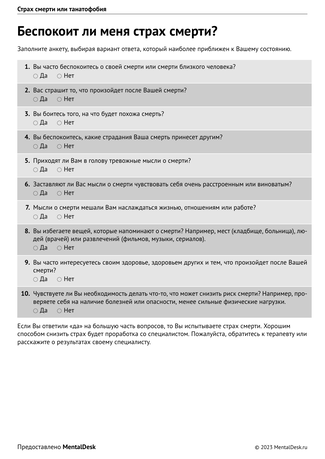 Страх смерти или танатофобия
Беспокоит ли меня страх смерти?
Заполните анкету, выбирая вариант ответа, который наиболее приближен к Вашему состоянию.
1. Вы часто беспокоитесь о своей смерти или смерти близкого человека?
Да Нет
2. Вас страшит то, что произойдет после Вашей смерти?
Да Нет
3. Вы боитесь того, на что будет похожа смерть?
Да Нет
4. Вы беспокоитесь, какие страдания Ваша смерть принесет другим?
Да Нет
5. Приходят ли Вам в голову тревожные мысли о смерти?
Да Нет
6. Заставляют ли Вас мысли о смерти чувствовать себя очень расстроенным или виноватым?
Да Нет
7. Мысли о смерти мешали Вам наслаждаться жизнью, отношениями или работе?
Да Нет
8. Вы избегаете вещей, которые напоминают о смерти? Например, мест (кладбище, больница), лю-
дей (врачей) или развлечений (фильмов, музыки, сериалов).
Да Нет
9. Вы часто интересуетесь своим здоровье, здоровьем других и тем, что произойдет после Вашей
смерти?
Да Нет
10. Чувствуете ли Вы необходимость делать что-то, что может снизить риск смерти? Например, про-
веряете себя на наличие болезней или опасности, менее сильные физические нагрузки.
Да Нет
Если Вы ответили «да» на большую часть вопросов, то Вы испытываете страх смерти. Хорошим
способом снизить страх будет проработка со специалистом. Пожалуйста, обратитесь к терапевту или
расскажите о результатах своему специалисту.
Предоставлено MentalDesk
© 2023 MentalDesk.ru